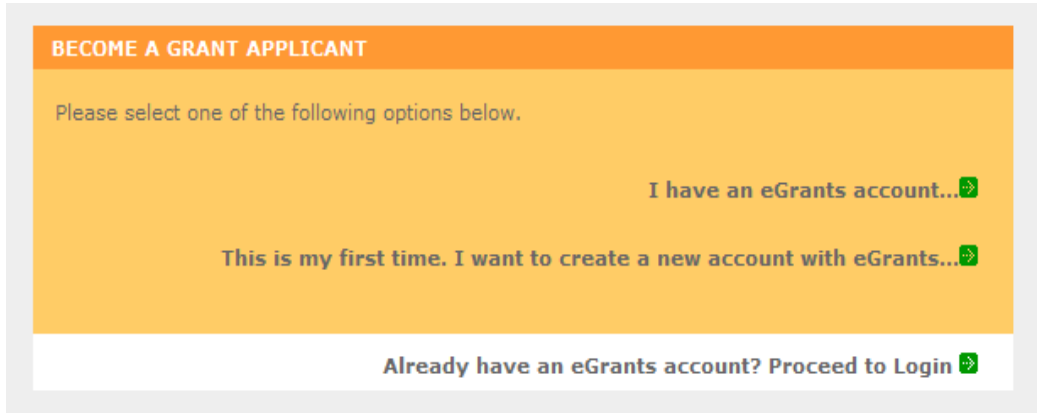 BECOME A GRANT APPLICANT
Please select one of the following options below.
I have an eGrants account...
This is my first time. I want to create a new account with eGrants...
Already have an eGrants account? Proceed to Login